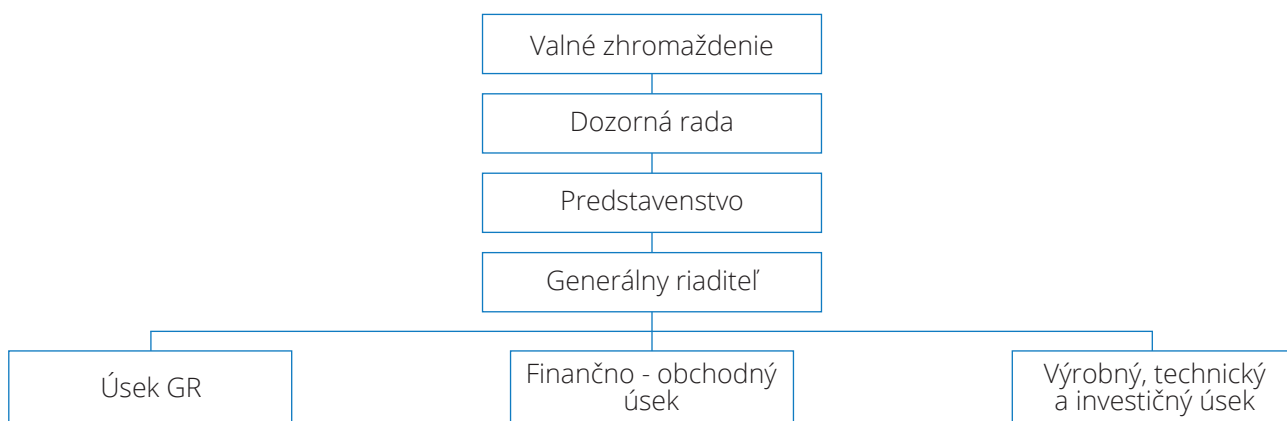 Valné zhromaždenie
Dozorná rada
Predstavenstvo
Generálny riaditeľ
Úsek GR
Finančno - obchodný
úsek
Výrobný, technický
a investičný úsek